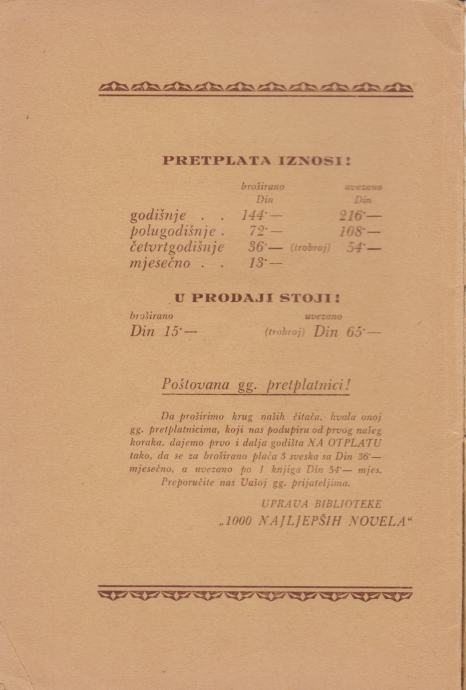 PRETPLATA IZNOSI!
broširano uvezano
Din Din
godišnje . . 144·— 216·—
polugodišnje . 72·— 108·—
četvrtgodišnje 36·— (trobroj) 54·—
mjesečno . . 13·—
U PRODAJI STOJI!
broširano uvezano
Din 15·— (trobroj) Din 65·—
Poštovana gg. pretplatnici!
Da proširimo krug naših čitača, hvala onoj
gg. pretplatnicima, koji nas podupiru od prvog našeg
koraka, dajemo prvo i dalja godišta NA OTPLATU
tako, da se za broširano plaća 3 sveska sa Din 36·—
mjesečno, a uvezano po 1 knjiga Din 54·— mjes.
Preporučite nas Vašoj gg. prijateljima.
UPRAVA BIBLIOTEKE
„1000 NAJLJEPŠIH NOVELA“